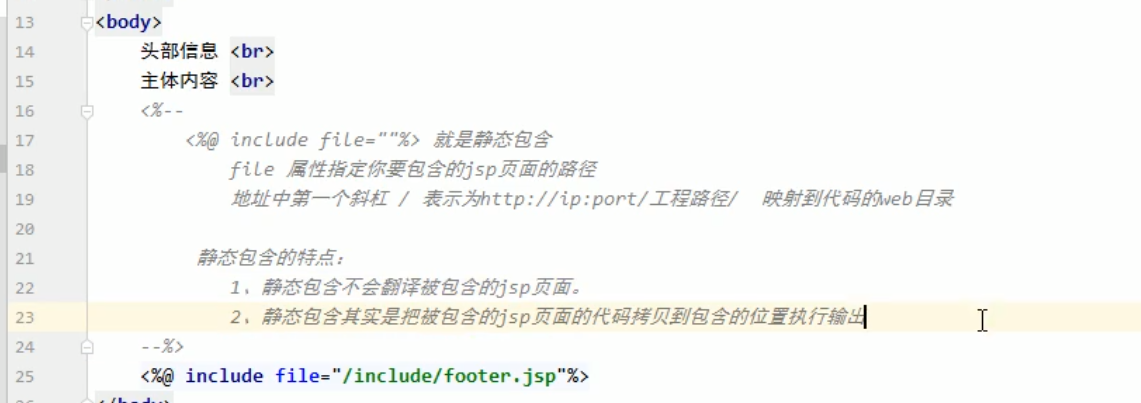 13 <body>
14 头部信息 <br>
15 主体内容 <br>
16 <%--
17 <%@ include file=""%> 就是静态包含
18 file 属性指定你要包含的jsp页面的路径
19 地址中第一个斜杠 / 表示为http://ip:port/工程路径/ 映射到代码的web目录
20
21 静态包含的特点：
22 1、静态包含不会翻译被包含的jsp页面。
23 2、静态包含其实是把被包含的jsp页面的代码拷贝到包含的位置执行输出
24 --%>
25 <%@ include file="/include/footer.jsp"%>